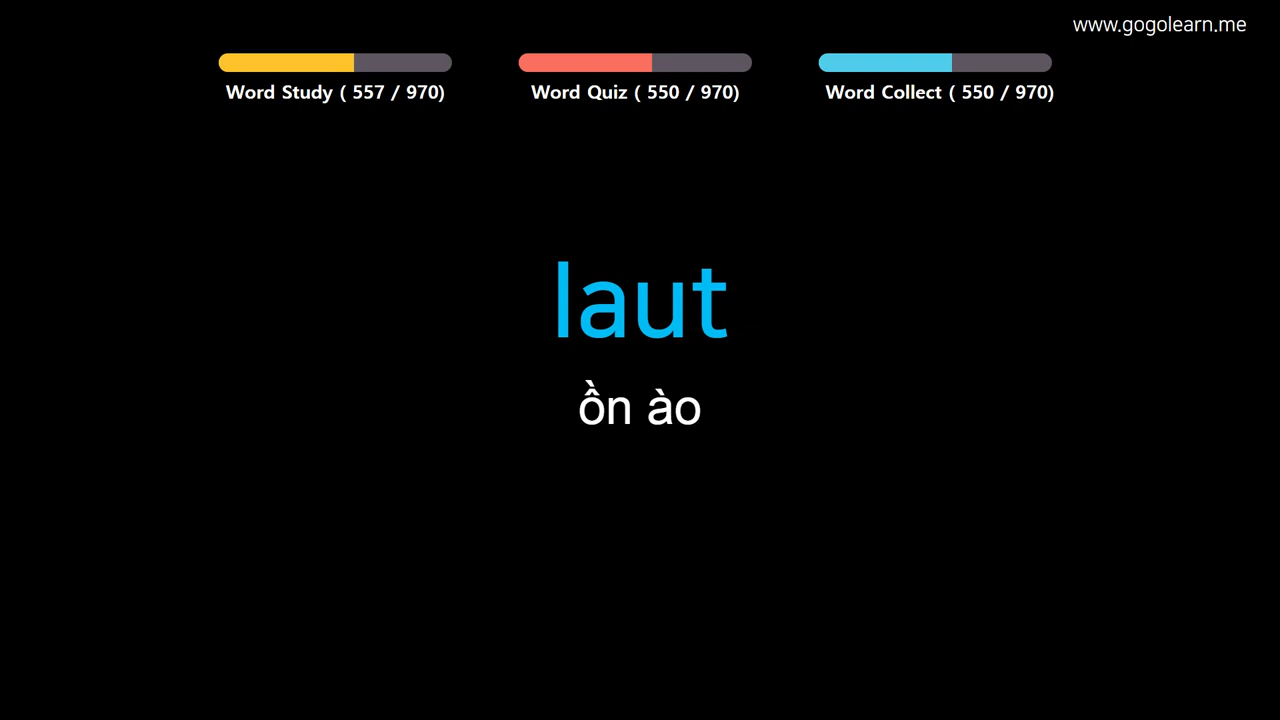 www.gogolearn.me
Word Study ( 557 / 970)
Word Quiz ( 550 / 970)
Word Collect ( 550 / 970)
laut
ồn ào